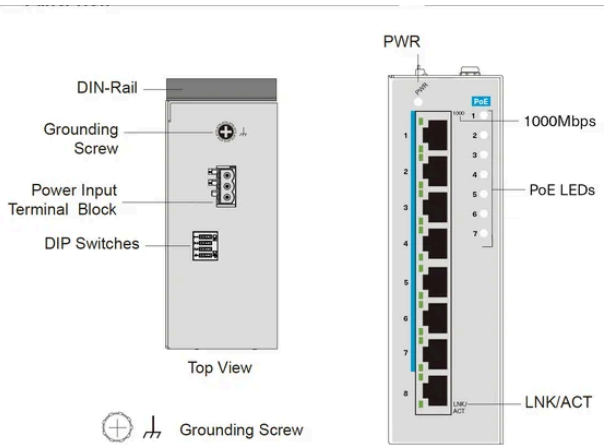 DIN-Rail
Grounding
Screw
Power Input
Terminal Block
DIP Switches
Top View
Grounding Screw
PWR
PWR
PoE
1000
1000Mbps
PoE LEDs
1
2
3
4
5
6
7
1
2
3
4
5
6
7
8
LNK/
ACT
LNK/ACT